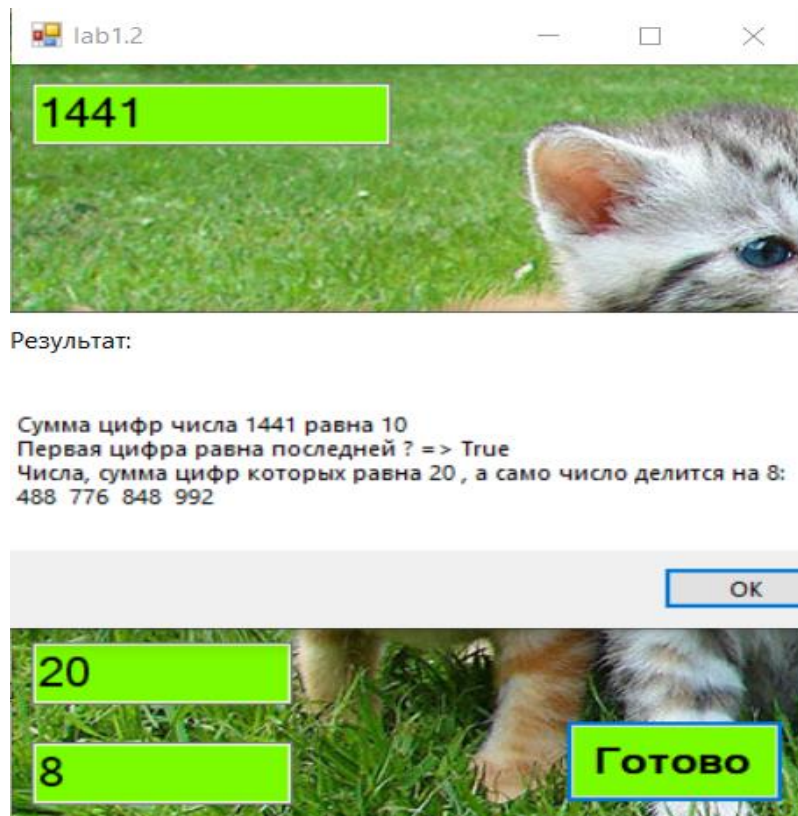 lab1.2
1441
Результат:
Сумма цифр числа 1441 равна 10
Первая цифра равна последней ? => True
Числа, сумма цифр которых равна 20 , а само число делится на 8:
488 776 848 992
OK
20
8
Готово